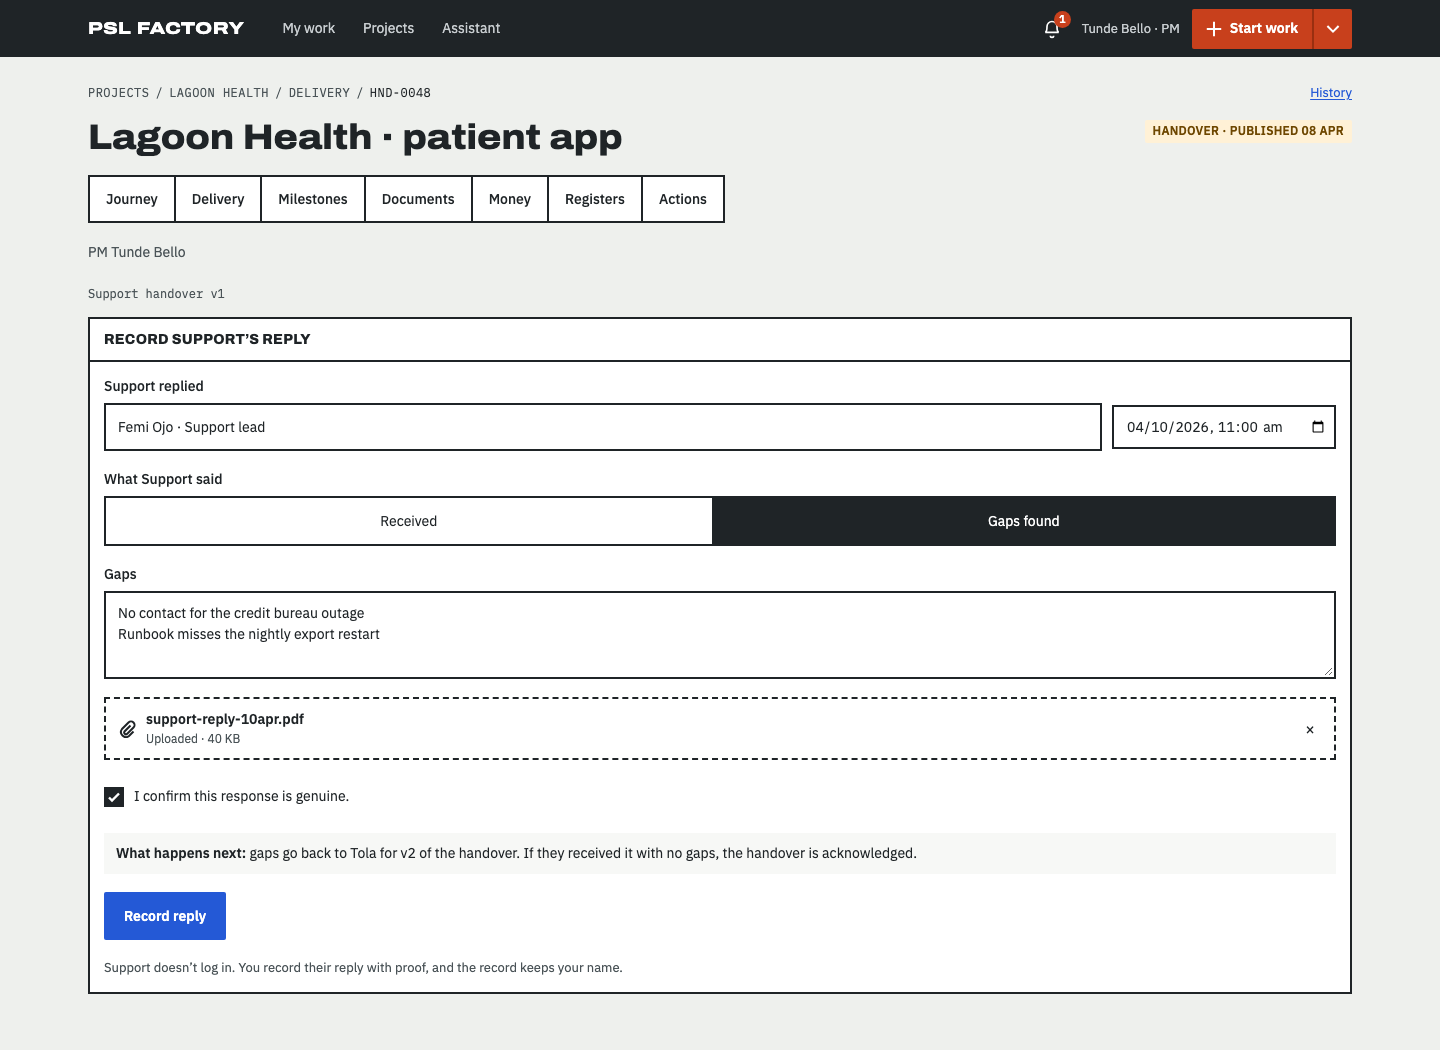 PSL FACTORY
My work
Projects
Assistant
1
Tunde Bello · PM
Start work
PROJECTS / LAGOON HEALTH / DELIVERY / HND-0048
History
Lagoon Health · patient app
HANDOVER · PUBLISHED 08 APR
Journey
Delivery
Milestones
Documents
Money
Registers
Actions
PM Tunde Bello
Support handover v1
RECORD SUPPORT’S REPLY
Support replied
Femi Ojo · Support lead
04/10/2026, 11:00 am
What Support said
Received
Gaps found
Gaps
No contact for the credit bureau outage
Runbook misses the nightly export restart
support-reply-10apr.pdf
Uploaded · 40 KB
×
I confirm this response is genuine.
What happens next: gaps go back to Tola for v2 of the handover. If they received it with no gaps, the handover is acknowledged.
Record reply
Support doesn’t log in. You record their reply with proof, and the record keeps your name.